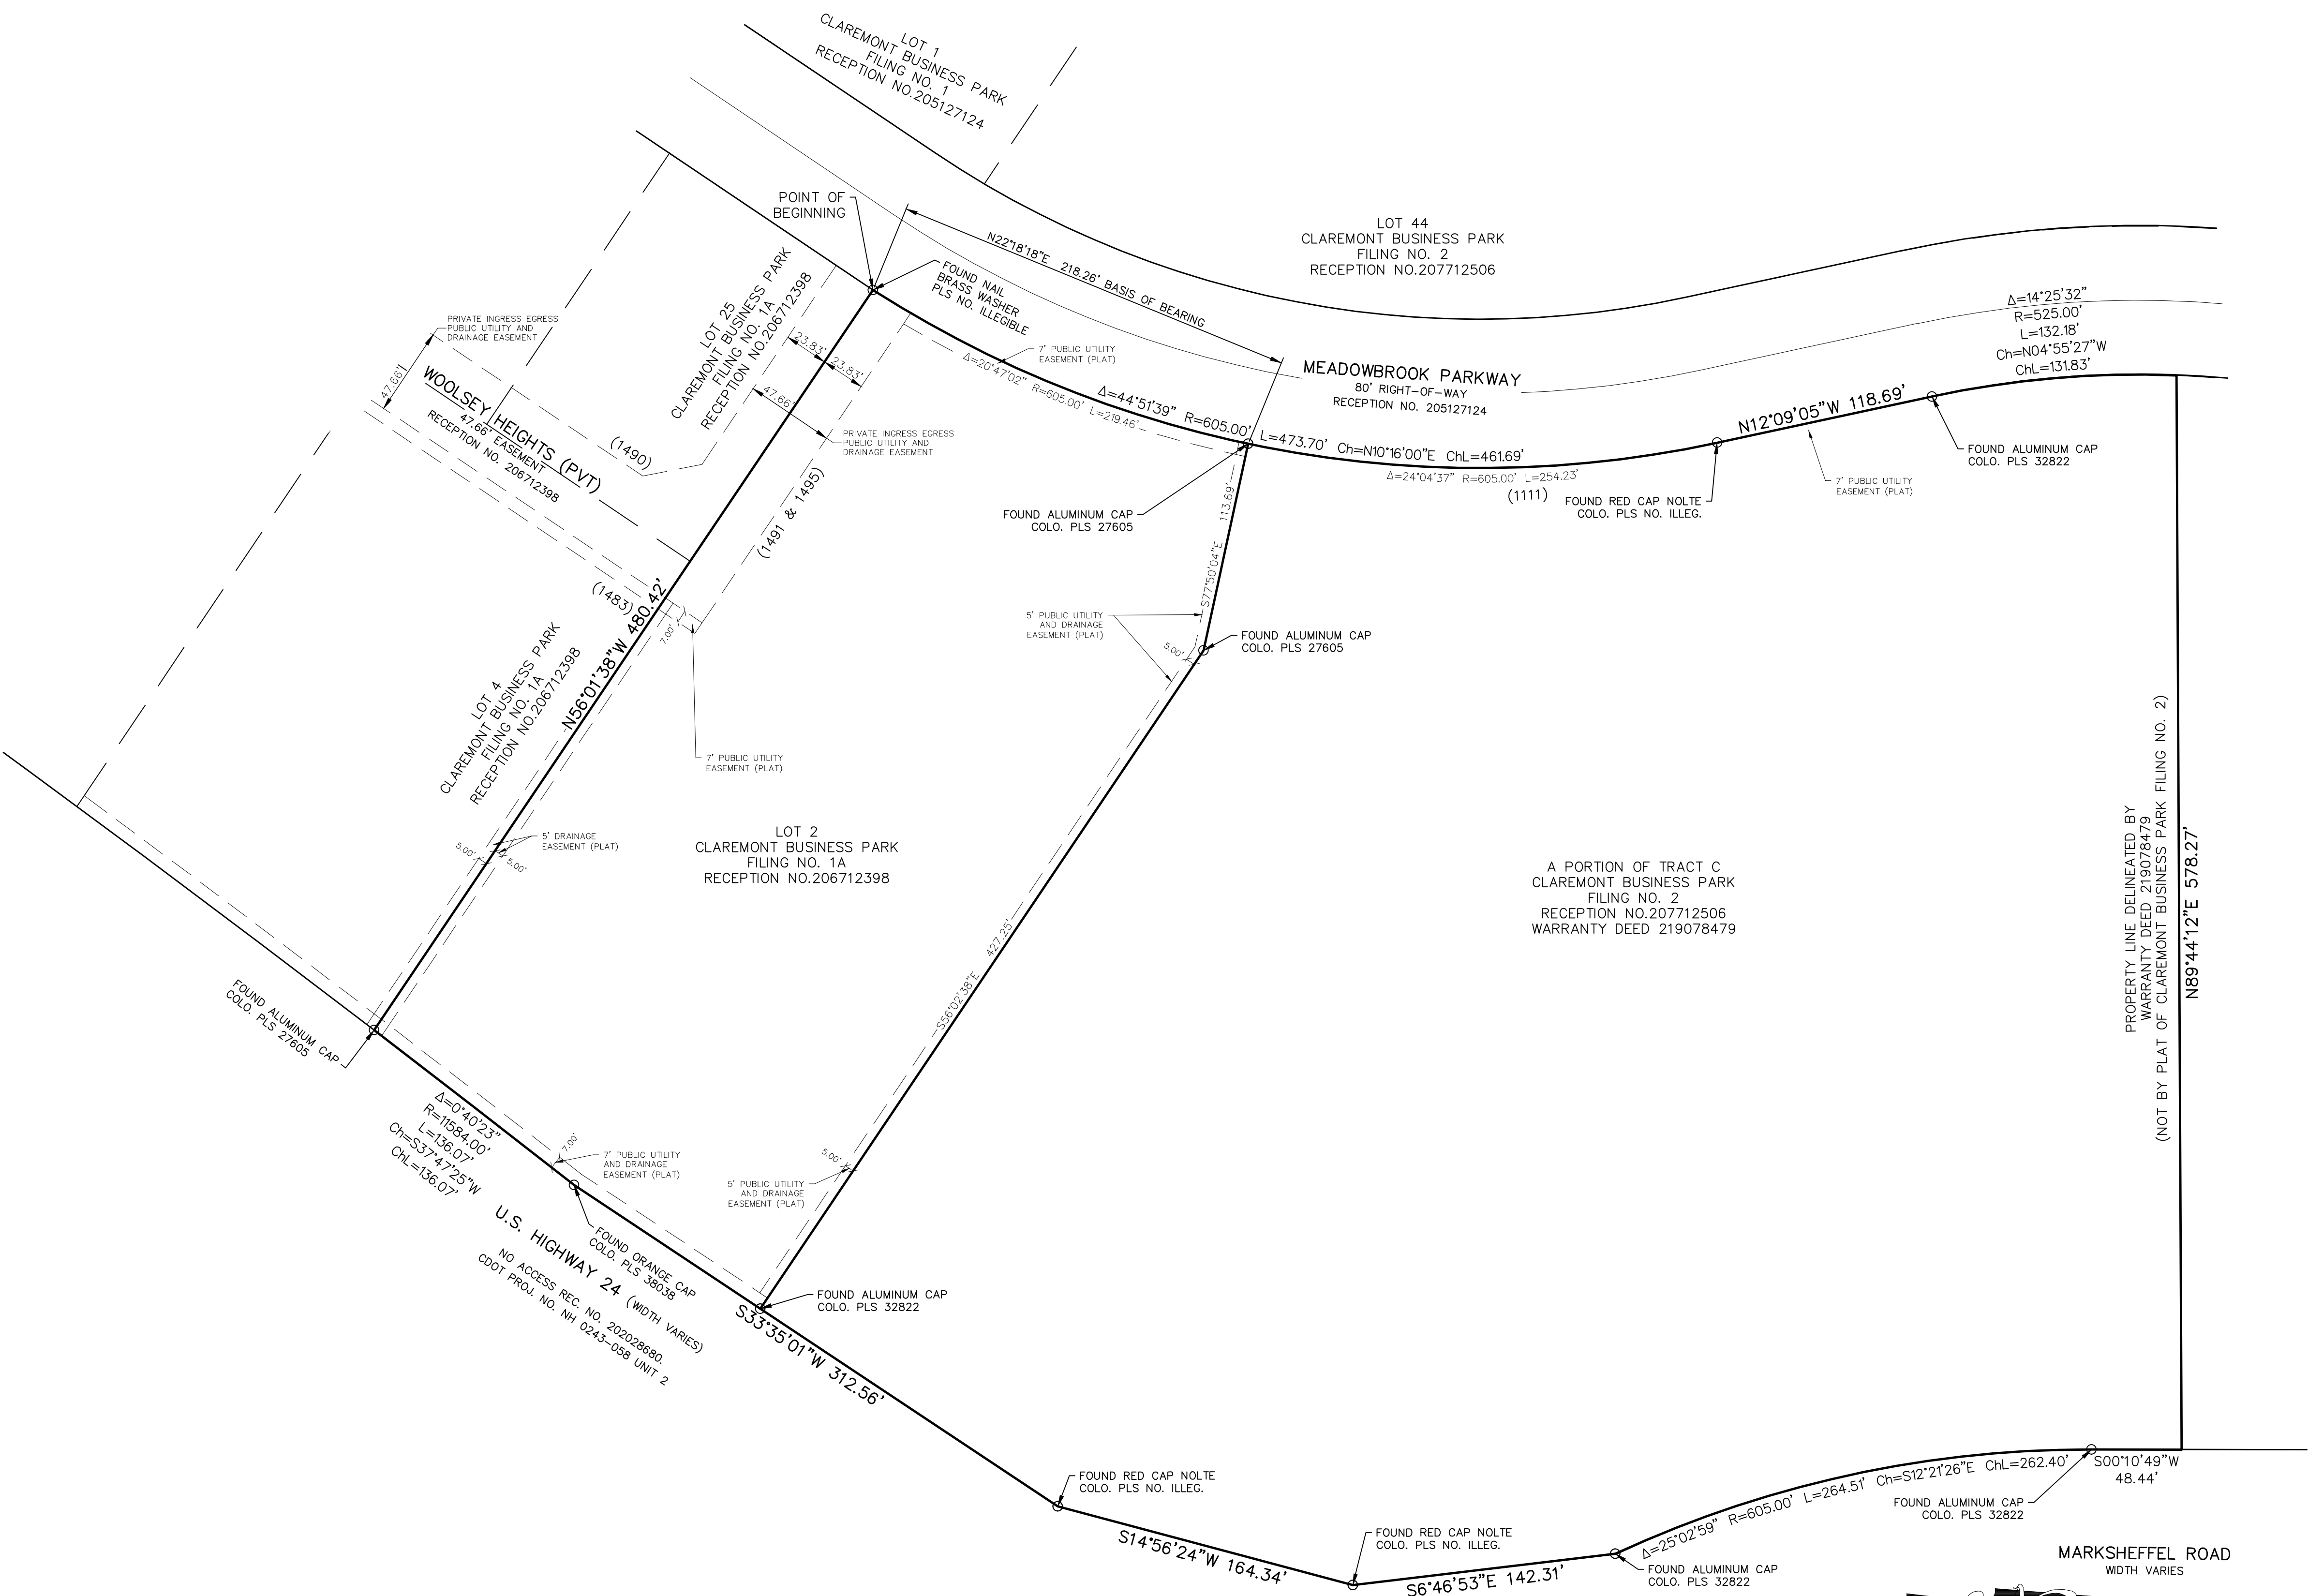 LOT 1
CLAREMONT BUSINESS PARK
FILING NO. 1
RECEPTION NO.205127124
POINT OF
BEGINNING
N22°18'18"E 218.26' BASIS OF BEARING
LOT 44
CLAREMONT BUSINESS PARK
FILING NO. 2
RECEPTION NO.207712506
FOUND NAIL
BRASS WASHER
PLS NO. ILLEGIBLE
LOT 25
CLAREMONT BUSINESS PARK
FILING NO. 1A
RECEPTION NO.206712398
PRIVATE INGRESS EGRESS
PUBLIC UTILITY AND
DRAINAGE EASEMENT
47.66'
WOOLSEY HEIGHTS (PVT)
47.66' EASEMENT
RECEPTION NO. 206712398
(1490)
23.83'
23.83'
47.66'
PRIVATE INGRESS EGRESS
PUBLIC UTILITY AND
DRAINAGE EASEMENT
(1491 & 1495)
7' PUBLIC UTILITY
EASEMENT (PLAT)
Δ=20°47'02" R=605.00' L=219.46'
Δ=44°51'39" R=605.00' L=473.70' Ch=N10°16'00"E ChL=461.69'
Δ=24°04'37" R=605.00' L=254.23'
(1111)
MEADOWBROOK PARKWAY
80' RIGHT-OF-WAY
RECEPTION NO. 205127124
N12°09'05"W 118.69'
Δ=14°25'32"
R=525.00'
L=132.18'
Ch=N04°55'27"W
ChL=131.83'
FOUND ALUMINUM CAP
COLO. PLS 32822
7' PUBLIC UTILITY
EASEMENT (PLAT)
FOUND RED CAP NOLTE
COLO. PLS NO. ILLEG.
FOUND ALUMINUM CAP
COLO. PLS 27605
S77°50'04"E 113.69'
5' PUBLIC UTILITY
AND DRAINAGE
EASEMENT (PLAT)
5.00'
FOUND ALUMINUM CAP
COLO. PLS 27605
(1483)
7.00'
N56°01'38"W 480.42'
7' PUBLIC UTILITY
EASEMENT (PLAT)
LOT 4
CLAREMONT BUSINESS PARK
FILING NO. 1A
RECEPTION NO.206712398
5.00'
5.00'
5' DRAINAGE
EASEMENT (PLAT)
LOT 2
CLAREMONT BUSINESS PARK
FILING NO. 1A
RECEPTION NO.206712398
S56°02'38"E 427.25'
A PORTION OF TRACT C
CLAREMONT BUSINESS PARK
FILING NO. 2
RECEPTION NO.207712506
WARRANTY DEED 219078479
PROPERTY LINE DELINEATED BY
WARRANTY DEED 219078479
(NOT BY PLAT OF CLAREMONT BUSINESS PARK FILING NO. 2)
N89°44'12"E 578.27'
FOUND ALUMINUM CAP
COLO. PLS 27605
Δ=0°40'23"
R=11584.00'
L=136.07'
Ch=S37°47'25"W
ChL=136.07'
7.00'
7' PUBLIC UTILITY
AND DRAINAGE
EASEMENT (PLAT)
5.00'
5' PUBLIC UTILITY
AND DRAINAGE
EASEMENT (PLAT)
FOUND ORANGE CAP
COLO. PLS 38038
U.S. HIGHWAY 24 (WIDTH VARIES)
NO ACCESS REC. NO. 202028680.
CDOT PROJ. NO. NH 0243-058 UNIT 2
FOUND ALUMINUM CAP
COLO. PLS 32822
S33°35'01"W 312.56'
FOUND RED CAP NOLTE
COLO. PLS NO. ILLEG.
S14°56'24"W 164.34'
FOUND RED CAP NOLTE
COLO. PLS NO. ILLEG.
S6°46'53"E 142.31'
FOUND ALUMINUM CAP
COLO. PLS 32822
Δ=25°02'59" R=605.00' L=264.51' Ch=S12°21'26"E ChL=262.40'
FOUND ALUMINUM CAP
COLO. PLS 32822
S00°10'49"W
48.44'
MARKSHEFFEL ROAD
WIDTH VARIES